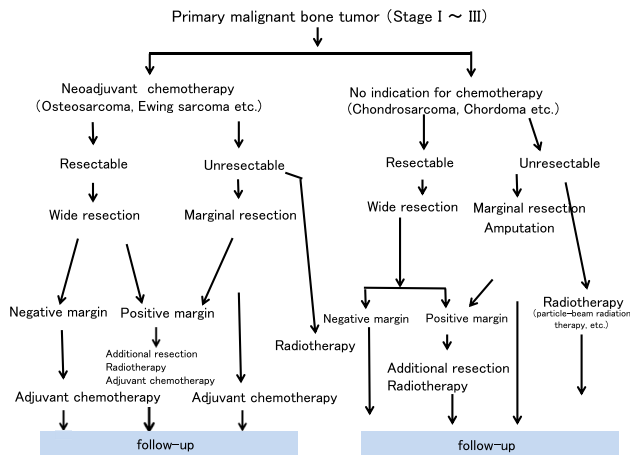 Primary malignant bone tumor (Stage I ～ III)
Neoadjuvant chemotherapy
(Osteosarcoma, Ewing sarcoma etc.)
No indication for chemotherapy
(Chondrosarcoma, Chordoma etc.)
Resectable
Unresectable
Resectable
Unresectable
Wide resection
Marginal resection
Wide resection
Marginal resection
Amputation
Negative margin
Positive margin
Radiotherapy
Negative margin
Positive margin
Radiotherapy
(particle-beam radiation
therapy, etc.)
Additional resection
Radiotherapy
Adjuvant chemotherapy
Additional resection
Radiotherapy
Adjuvant chemotherapy
Adjuvant chemotherapy
follow-up
follow-up